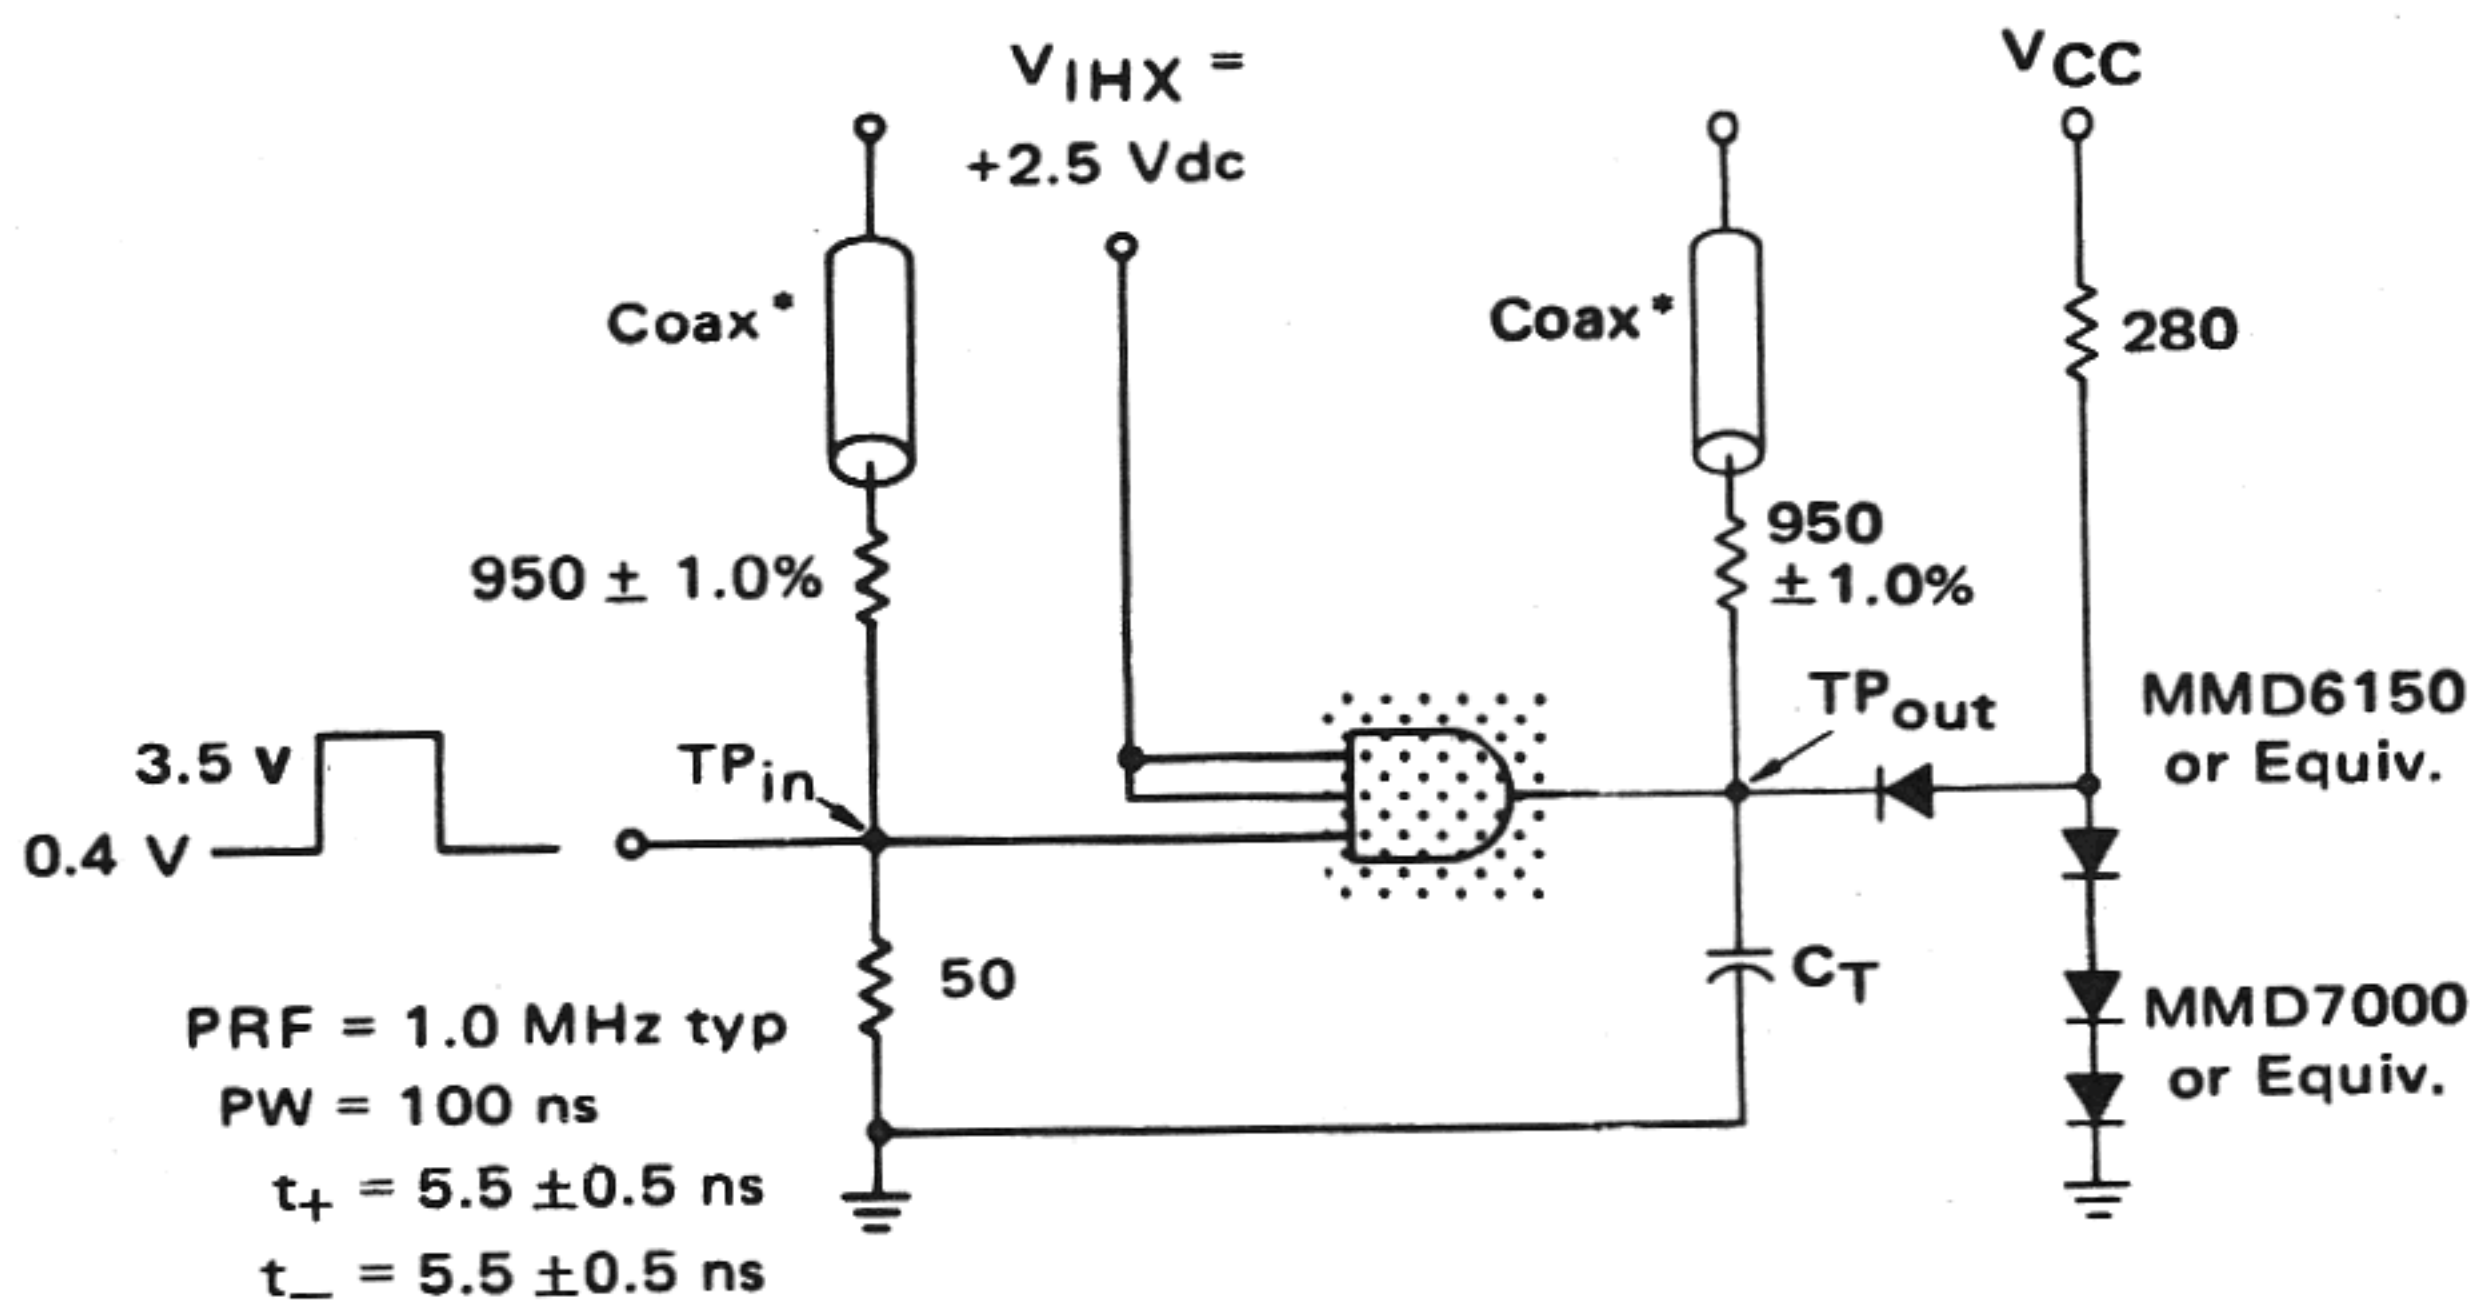 V_IHX =
+2.5 Vdc
V_CC
Coax*
Coax*
280
950 ± 1.0%
950
±1.0%
3.5 V
0.4 V
TP_in
TP_out
MMD6150
or Equiv.
50
C_T
MMD7000
or Equiv.
PRF = 1.0 MHz typ
PW = 100 ns
t+ = 5.5 ±0.5 ns
t– = 5.5 ±0.5 ns